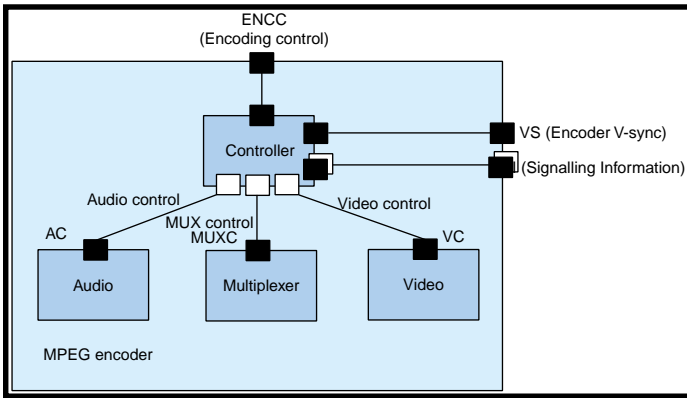 ENCC
(Encoding control)
VS (Encoder V-sync)
Controller
(Signalling Information)
Audio control
Video control
MUX control
AC
MUXC
VC
Audio
Multiplexer
Video
MPEG encoder